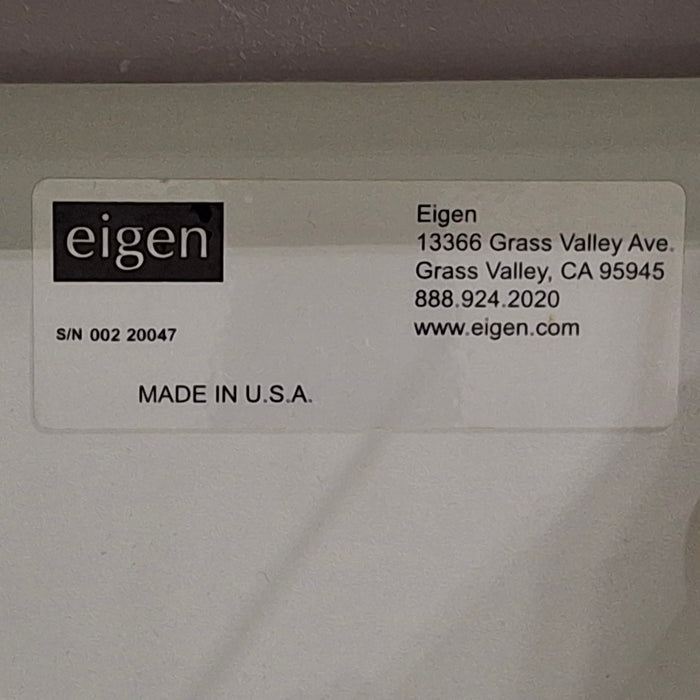 eigen
S/N 002 20047
MADE IN U.S.A.
Eigen
13366 Grass Valley Ave.
Grass Valley, CA 95945
888.924.2020
www.eigen.com